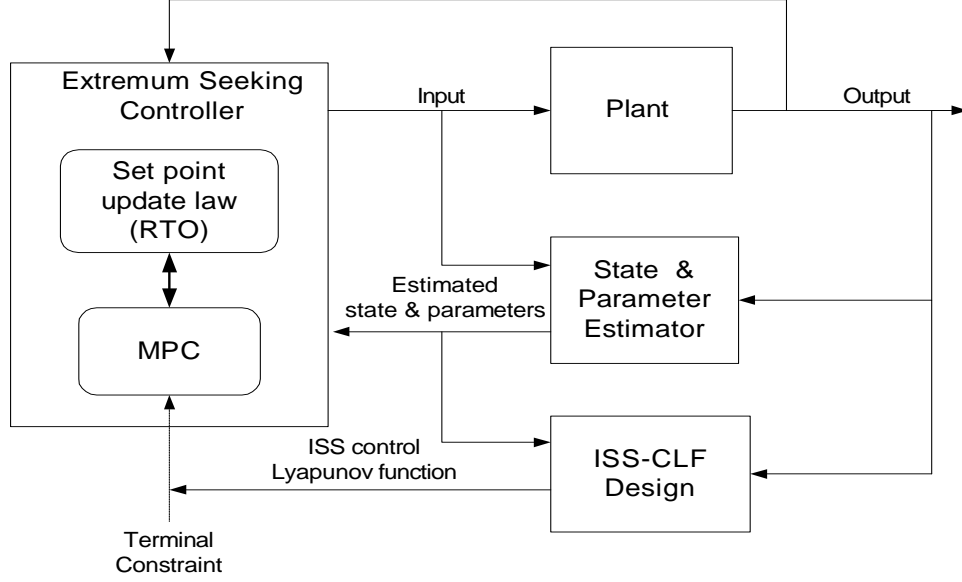 Extremum Seeking
Controller
Input
Plant
Output
Set point
update law
(RTO)
MPC
Estimated
state & parameters
State &
Parameter
Estimator
ISS control
Lyapunov function
ISS-CLF
Design
Terminal
Constraint